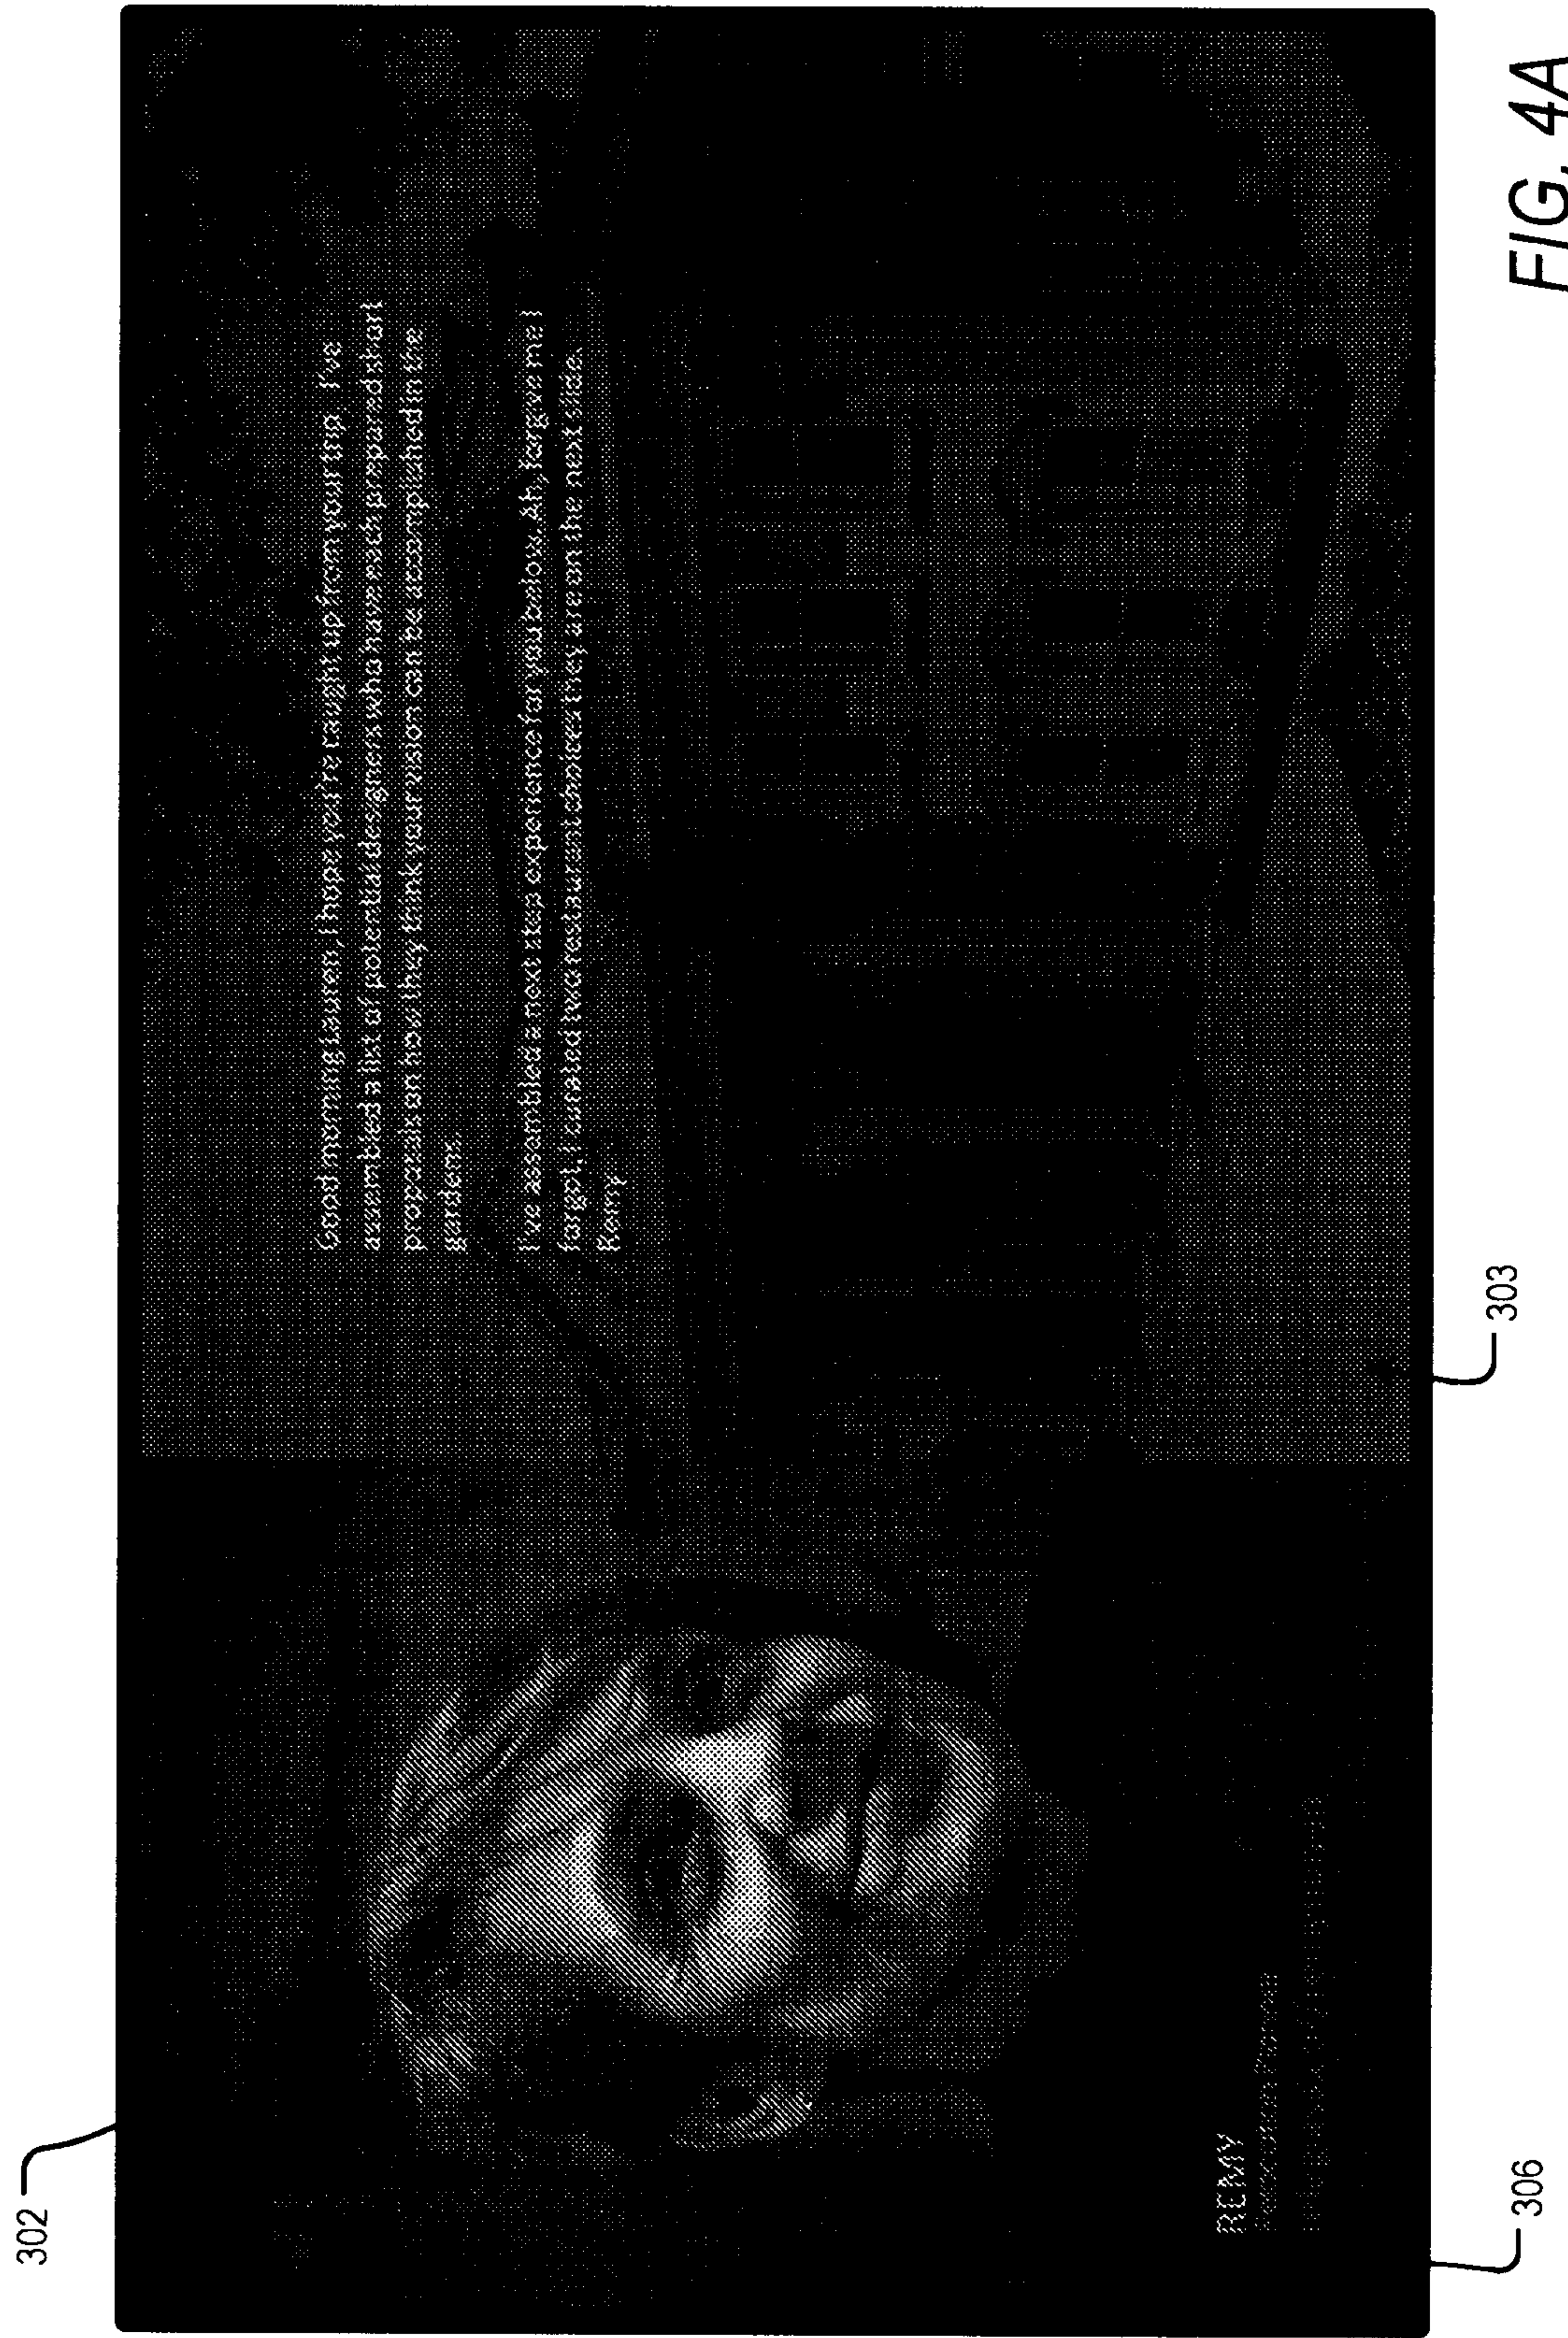 302
Good morning Lauren, I hope you're caught up from your trip I've
assembled a list of potential designers who have each prepared short
proposals on how they think your vision can be accomplished in the
gardens.
I've assembled a next step experience for you below. Ah, forgive me I
forgot, I curated two restaurant choices they are on the next slide.
Remy
REMY
306
303
FIG. 4A